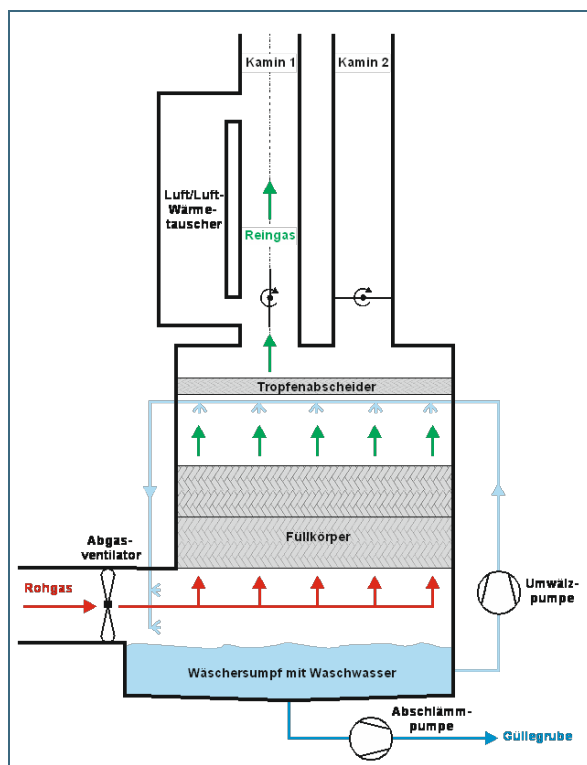 Kamin 1
Kamin 2
Luft/Luft-
Wärme-
tauscher
Reingas
Tropfenabscheider
Füllkörper
Abgas-
ventilator
Rohgas
Umwälz-
pumpe
Wäschersumpf mit Waschwasser
Abschlämm-
pumpe
Güllegrube